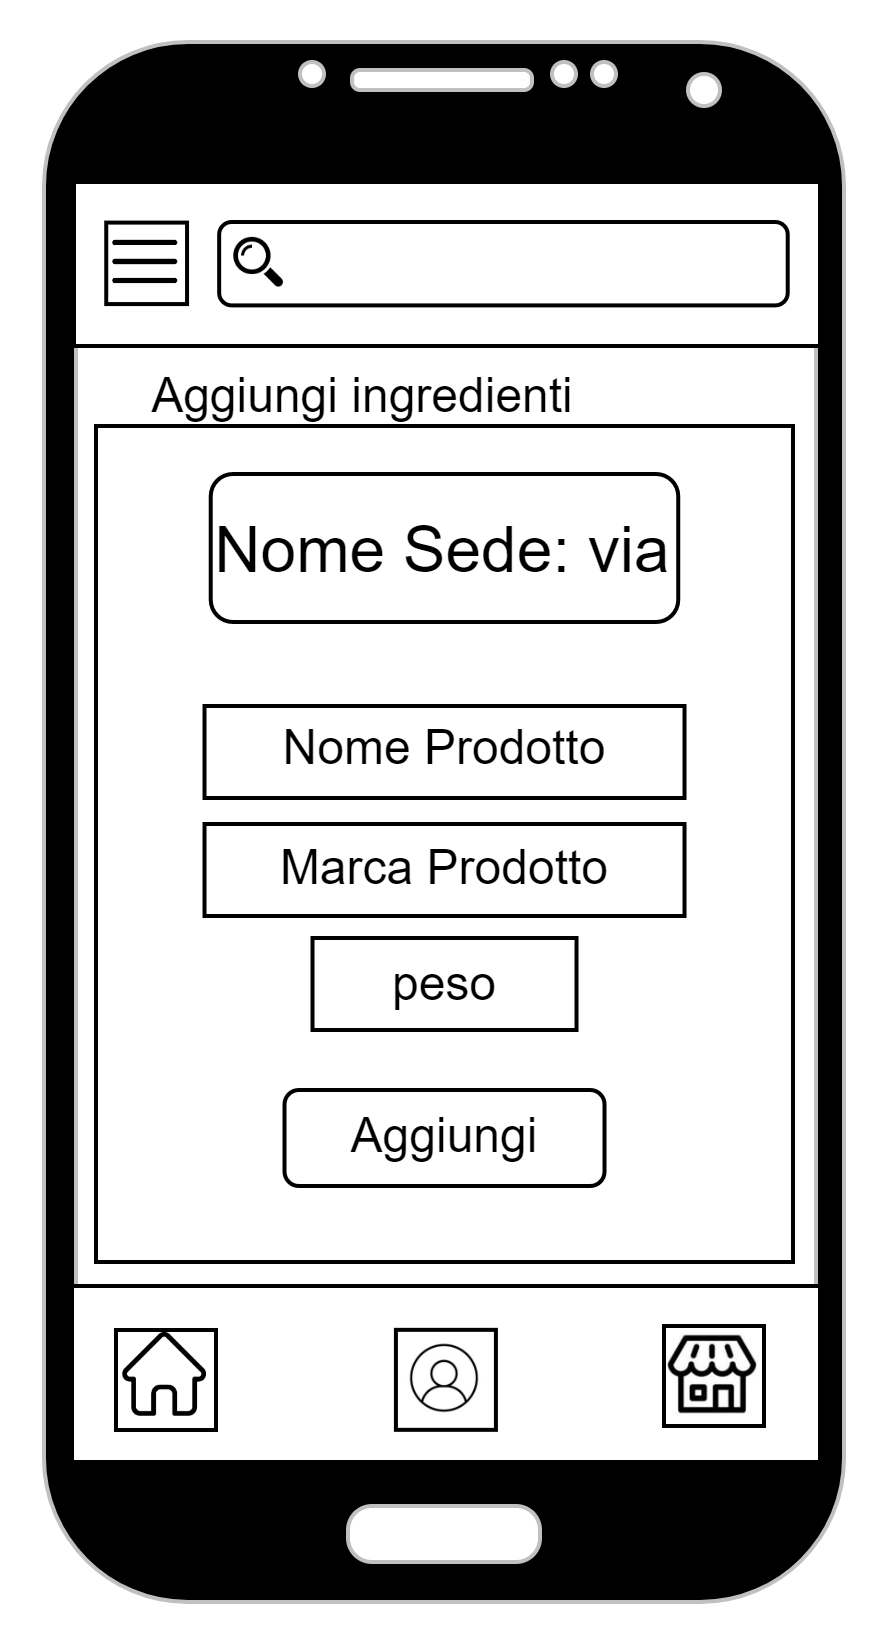 Aggiungi ingredienti
Nome Sede: via
Nome Prodotto
Marca Prodotto
peso
Aggiungi